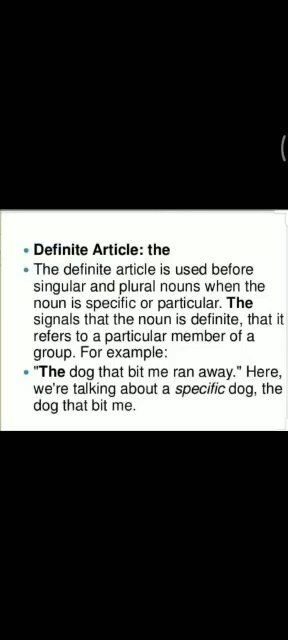 • Definite Article: the
• The definite article is used before
singular and plural nouns when the
noun is specific or particular. The
signals that the noun is definite, that it
refers to a particular member of a
group. For example:
• "The dog that bit me ran away." Here,
we're talking about a specific dog, the
dog that bit me.